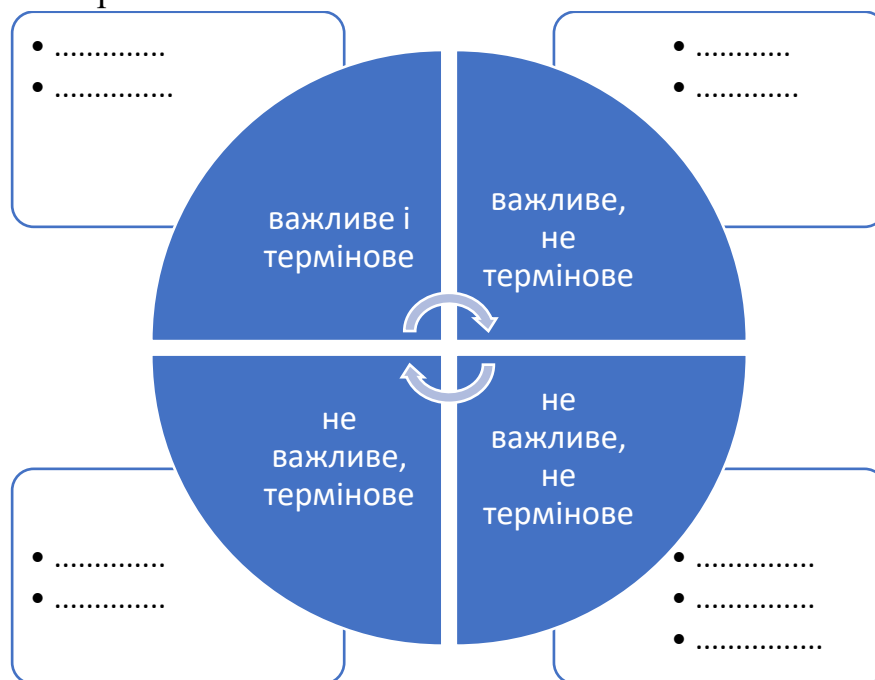 • ..............
• ...............
• ............
• .............
важливе і
термінове
важливе,
не
термінове
не
важливе,
термінове
не
важливе,
не
термінове
• ..............
• ..............
• ...............
• ...............
• ................